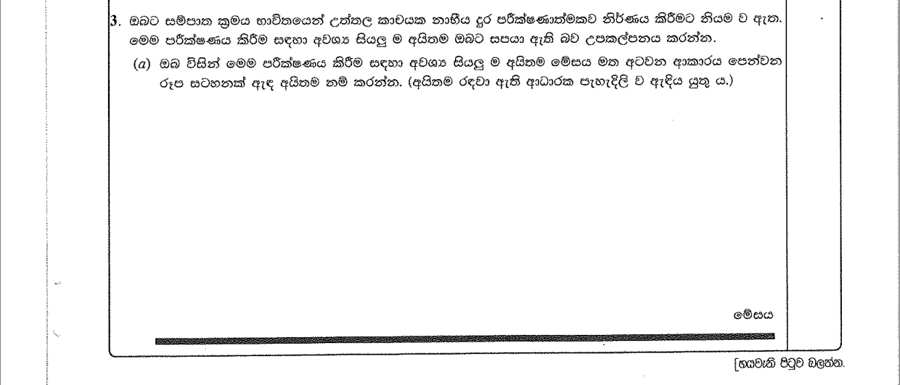 3. ඔබට සම්පාත ක්‍රමය භාවිතයෙන් උත්තල කාචයක නාභීය දුර පරීක්ෂණාත්මකව නිර්ණය කිරීමට නියම ව ඇත.
මෙම පරීක්ෂණය කිරීම සඳහා අවශ්‍ය සියලු ම අයිතම ඔබට සපයා ඇති බව උපකල්පනය කරන්න.
(a) ඔබ විසින් මෙම පරීක්ෂණය කිරීම සඳහා අවශ්‍ය සියලු ම අයිතම මේසය මත අටවන ආකාරය පෙන්වන
රූප සටහනක් ඇඳ අයිතම නම් කරන්න. (අයිතම රඳවා ඇති ආධාරක පැහැදිලි ව ඇඳිය යුතු ය.)
මේසය
[හයවැනි පිටුව බලන්න.